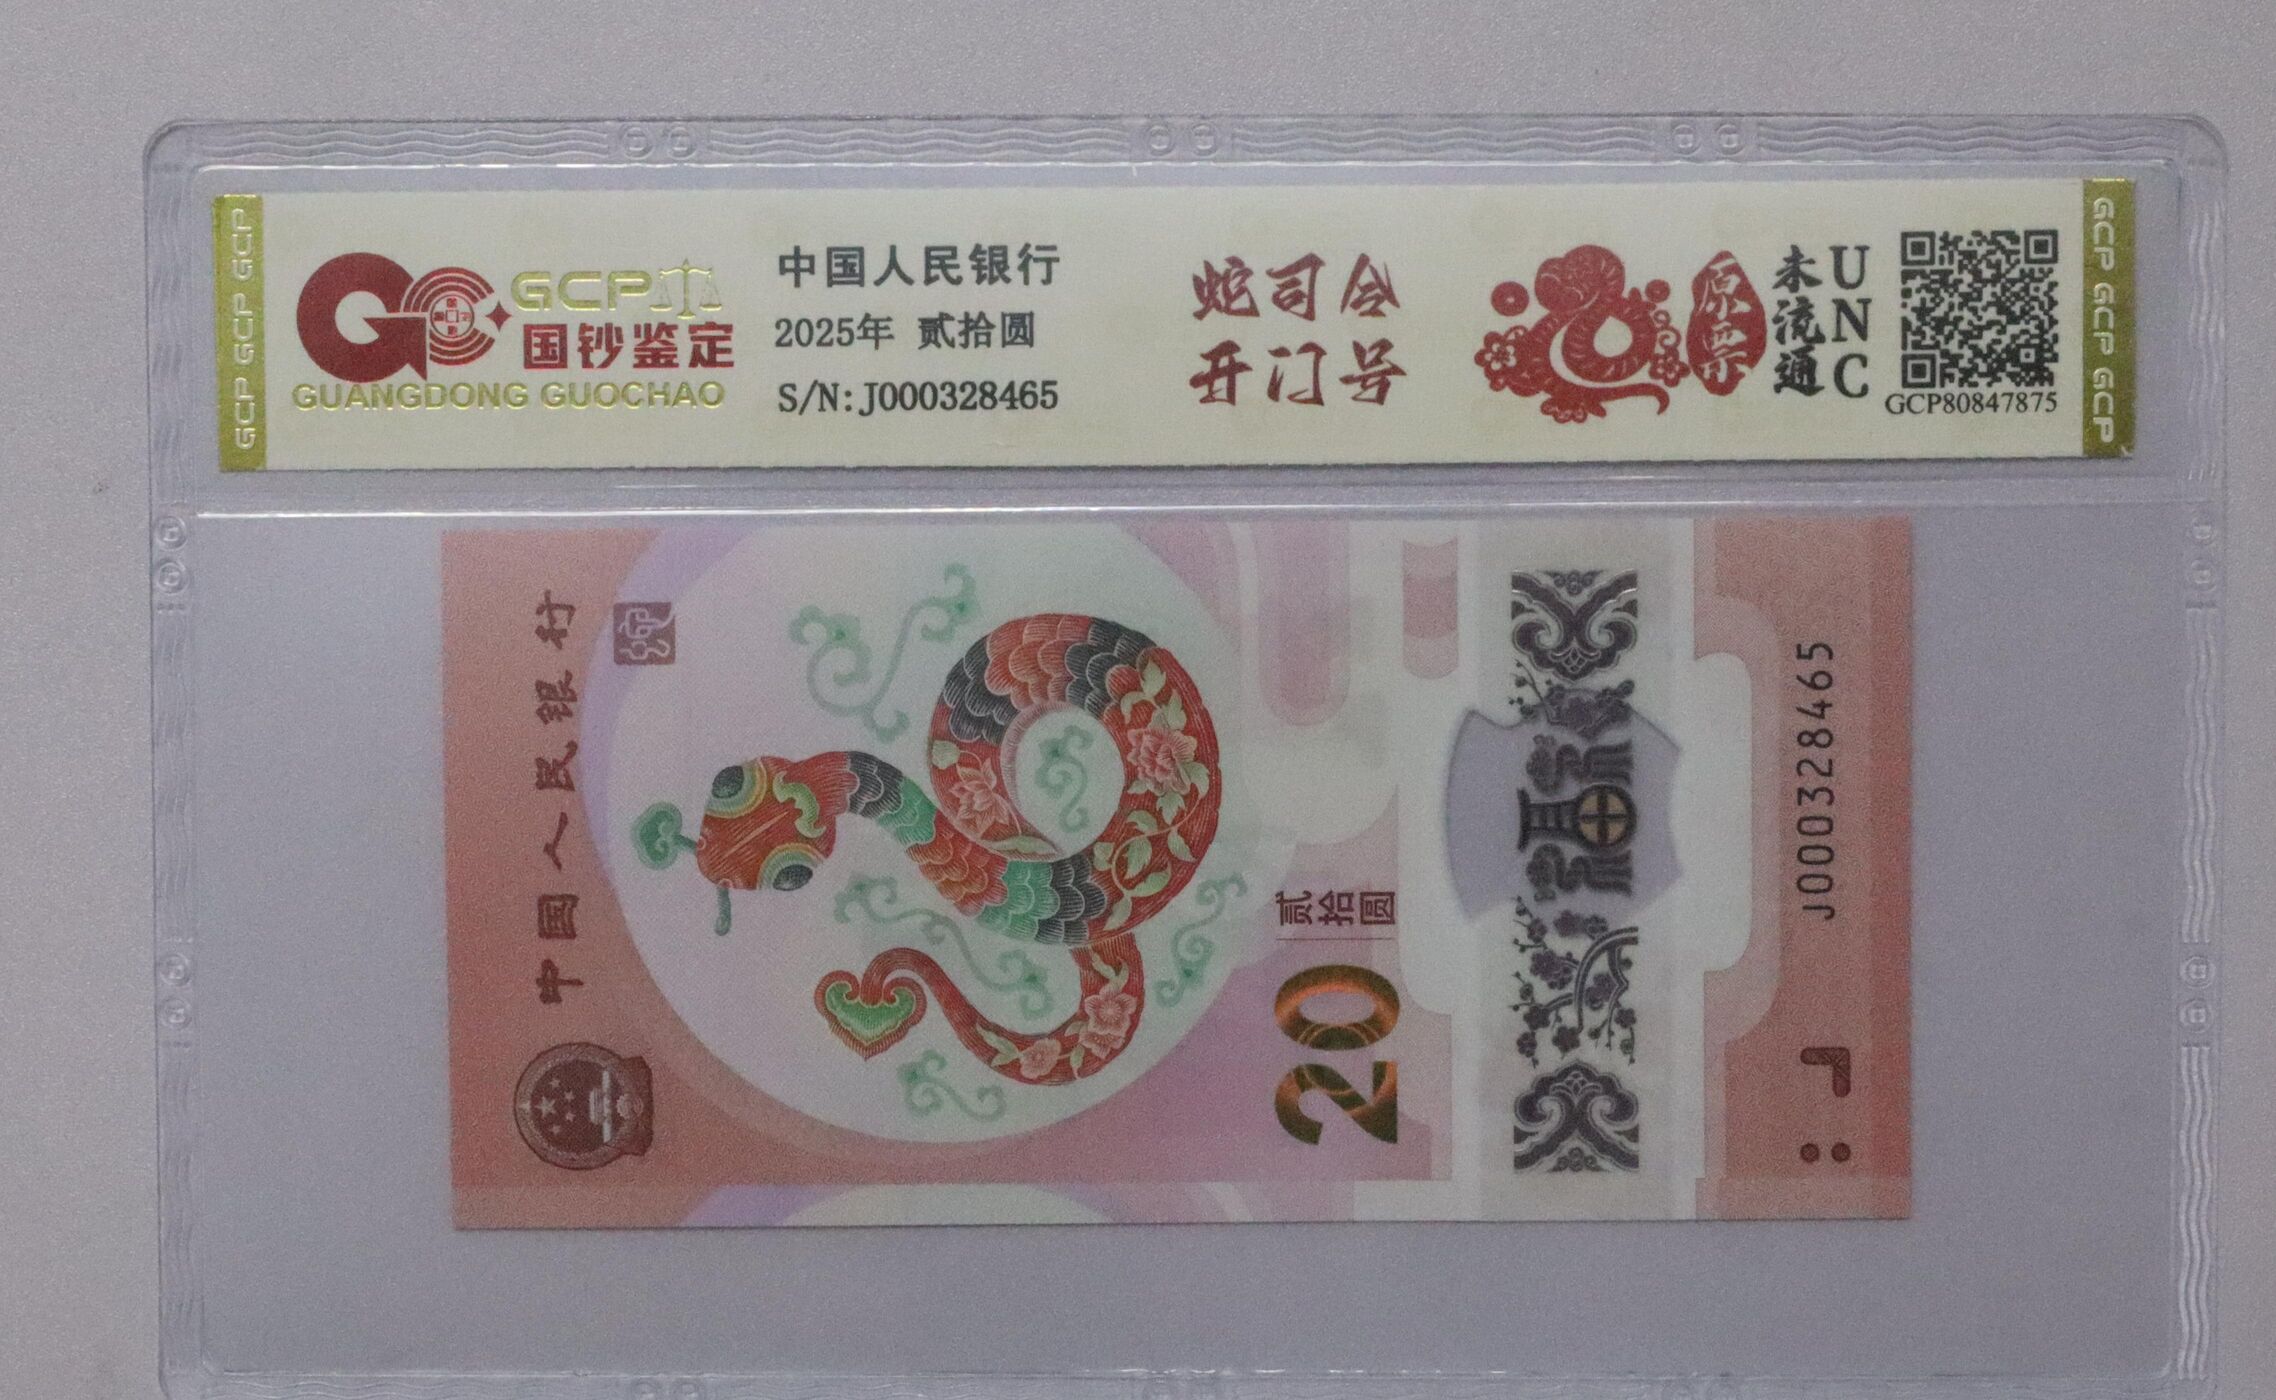 GCP GCP GCP
GCP
国钞鉴定
GUANGDONG GUOCHAO
中国人民银行
2025年 贰拾圆
S/N:J000328465
蛇司令
开门号
原票
未流通
UNC
GCP80847875
GCP GCP GCP GCP
中国人民银行
贰拾圆
20
福
J000328465